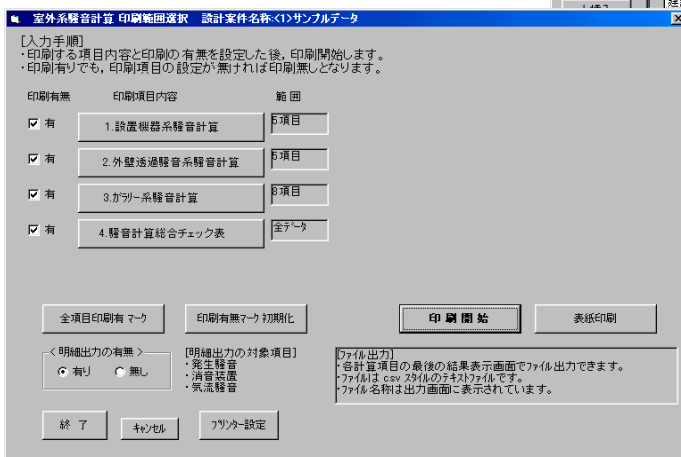 室外系騒音計算 印刷範囲選択 設計案件名称:<1>サンプルデータ
[入力手順]
・印刷する項目内容と印刷の有無を設定した後,印刷開始します。
・印刷有りでも,印刷項目の設定が無ければ印刷無しとなります。
印刷有無 印刷項目内容 範囲
有 1.設置機器系騒音計算 5項目
有 2.外壁透過騒音系騒音計算 5項目
有 3.ガラリー系騒音計算 8項目
有 4.騒音計算総合チェック表 全データ
全項目印刷有 マーク 印刷有無マーク 初期化 印刷開始 表紙印刷
<明細出力の有無>
有り 無し
[明細出力の対象項目]
・発生騒音
・消音装置
・気流騒音
[ファイル出力]
・各計算項目の最後の結果表示画面でファイル出力できます。
・ファイルは csv スタイルのテキストファイルです。
・ファイル名称は出力画面に表示されています。
終了 キャンセル プリンター設定